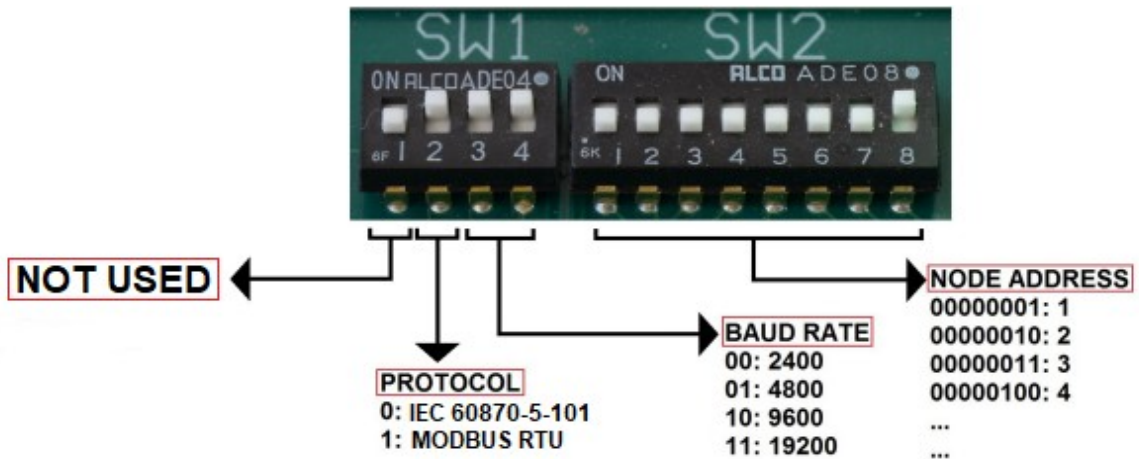 SW1
SW2
ON ALCO ADE04
ON ALCO ADE08
6F 1 2 3 4
6K 1 2 3 4 5 6 7 8
NOT USED
PROTOCOL
0: IEC 60870-5-101
1: MODBUS RTU
BAUD RATE
00: 2400
01: 4800
10: 9600
11: 19200
NODE ADDRESS
00000001: 1
00000010: 2
00000011: 3
00000100: 4
...
...